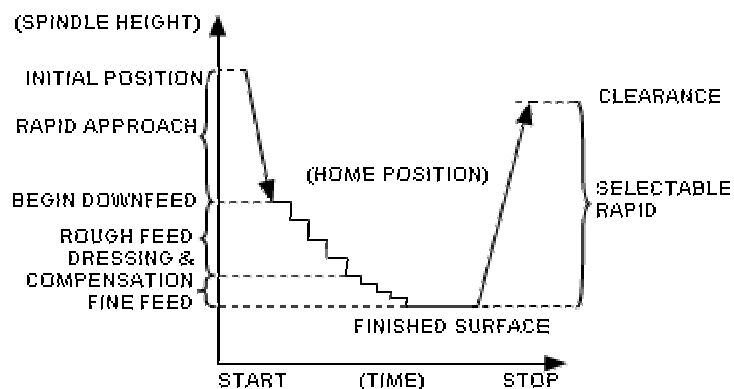 (SPINDLE HEIGHT)
INITIAL POSITION
RAPID APPROACH
BEGIN DOWNFEED
ROUGH FEED
DRESSING &
COMPENSATION
FINE FEED
(HOME POSITION)
CLEARANCE
SELECTABLE
RAPID
FINISHED SURFACE
START
(TIME)
STOP